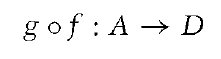 g ∘ f : A → D